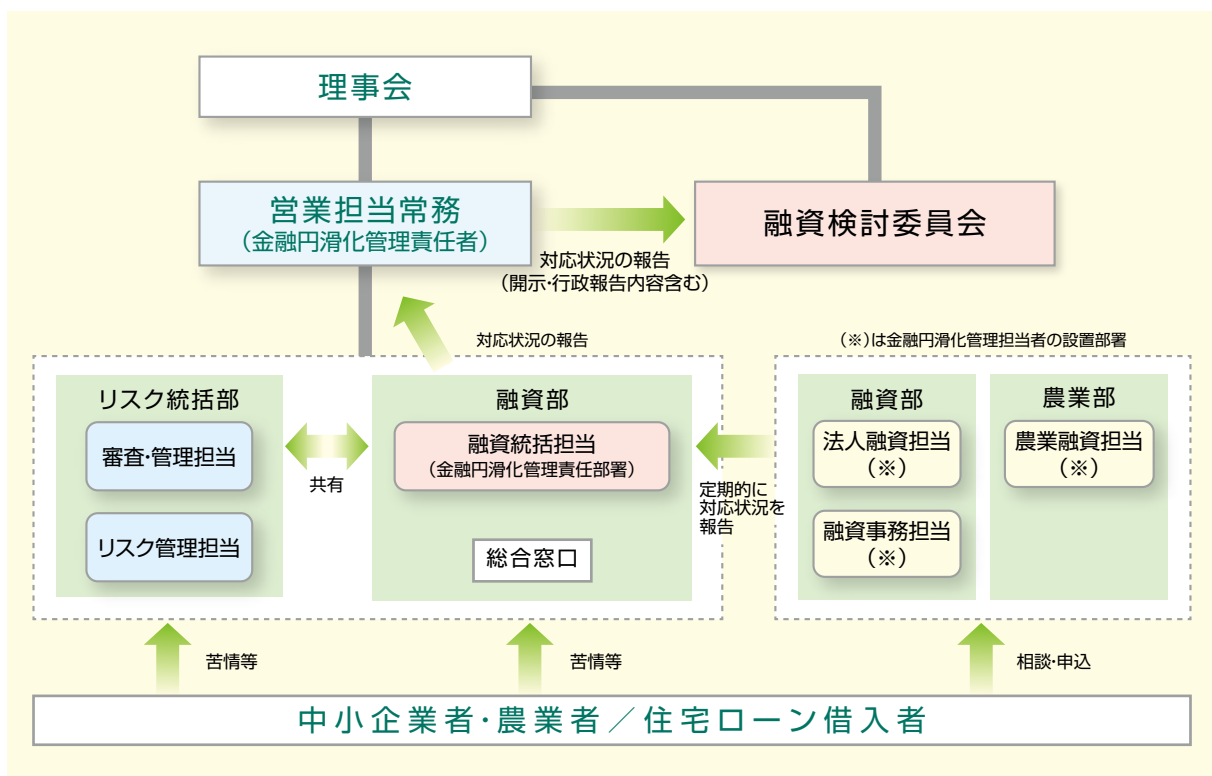 理事会
営業担当常務
（金融円滑化管理責任者）
融資検討委員会
対応状況の報告
（開示・行政報告内容含む）
対応状況の報告
（※）は金融円滑化管理担当者の設置部署
リスク統括部
審査・管理担当
リスク管理担当
共有
融資部
融資統括担当
（金融円滑化管理責任部署）
総合窓口
定期的に
対応状況を
報告
融資部
法人融資担当
（※）
融資事務担当
（※）
農業部
農業融資担当
（※）
苦情等
苦情等
相談・申込
中小企業者・農業者／住宅ローン借入者